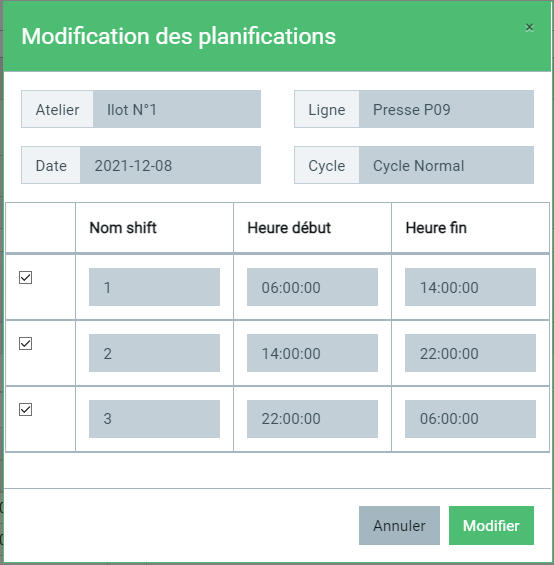 Modification des planifications
×
Atelier Ilot N°1 Ligne Presse P09
Date 2021-12-08 Cycle Cycle Normal
Nom shift Heure début Heure fin
1 06:00:00 14:00:00
2 14:00:00 22:00:00
3 22:00:00 06:00:00
Annuler Modifier